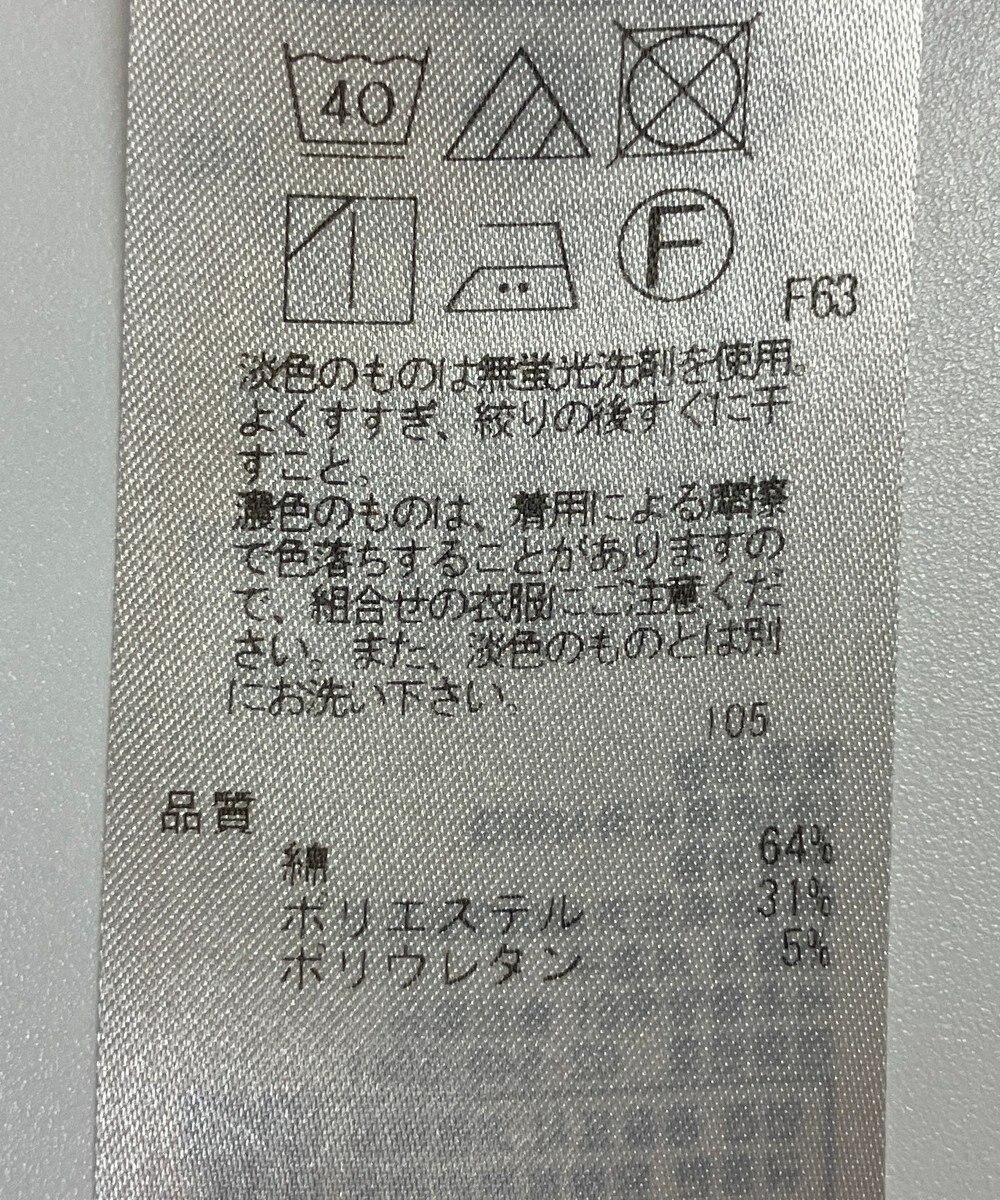 40
F
F63
淡色のものは無蛍光洗剤を使用。
よくすすぎ、絞りの後すぐに干
すこと。
濃色のものは、着用による摩擦
で色落ちすることがありますの
で、組合せの衣服にご注意くだ
さい。また、淡色のものとは別
にお洗い下さい。
105
品質
綿 64%
ポリエステル 31%
ポリウレタン 5%